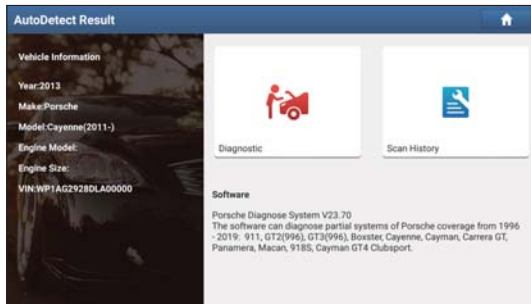 AutoDetect Result
Vehicle Information
Year:2013
Make:Porsche
Model:Cayenne(2011-)
Engine Model:
Engine Size:
VIN:WP1AG2928DLA00000
Diagnostic
Scan History
Software
Porsche Diagnose System V23.70
The software can diagnose partial systems of Porsche coverage from 1996
- 2019: 911, GT2(996), GT3(996), Boxster, Cayenne, Cayman, Carrera GT,
Panamera, Macan, 918S, Cayman GT4 Clubsport.